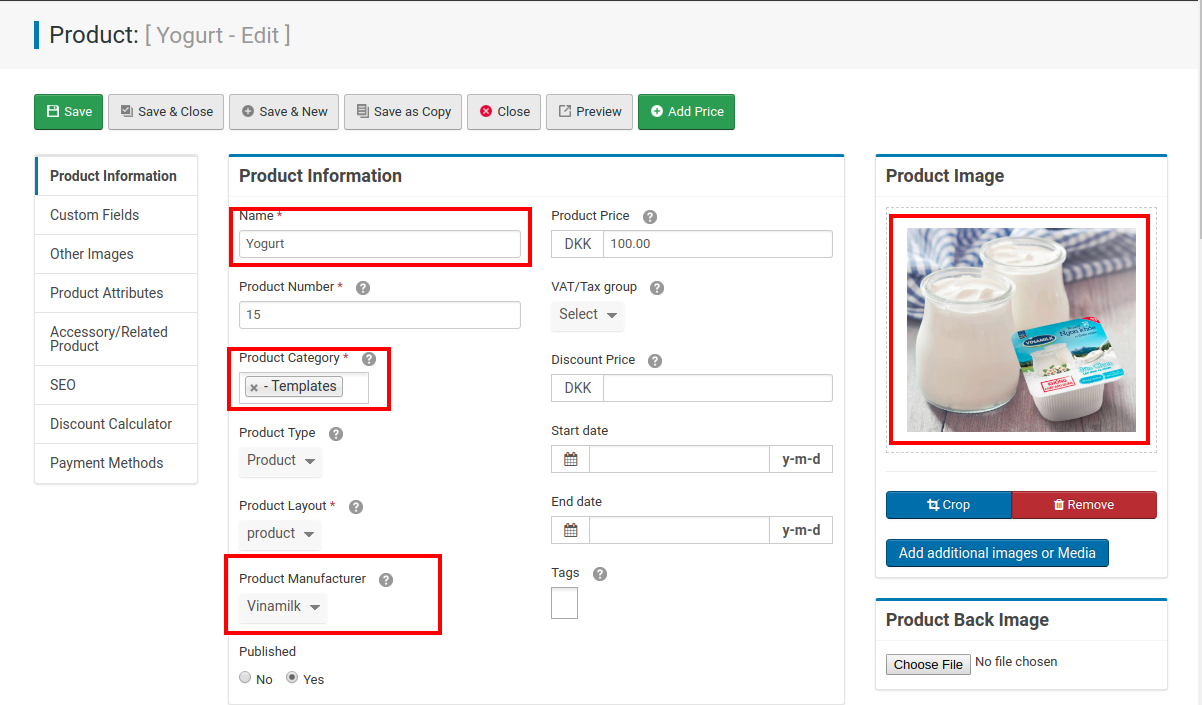 Product: [ Yogurt - Edit ]
Save
Save & Close
Save & New
Save as Copy
Close
Preview
Add Price
Product Information
Custom Fields
Other Images
Product Attributes
Accessory/Related
Product
SEO
Discount Calculator
Payment Methods
Product Information
Name *
Yogurt
Product Number * ?
15
Product Category * ?
× - Templates
Product Type ?
Product
Product Layout * ?
product
Product Manufacturer ?
Vinamilk
Published
No Yes
Product Price ?
DKK 100.00
VAT/Tax group ?
Select
Discount Price ?
DKK
Start date
y-m-d
End date
y-m-d
Tags ?
Product Image
VINAMILK
Crop
Remove
Add additional images or Media
Product Back Image
Choose File No file chosen